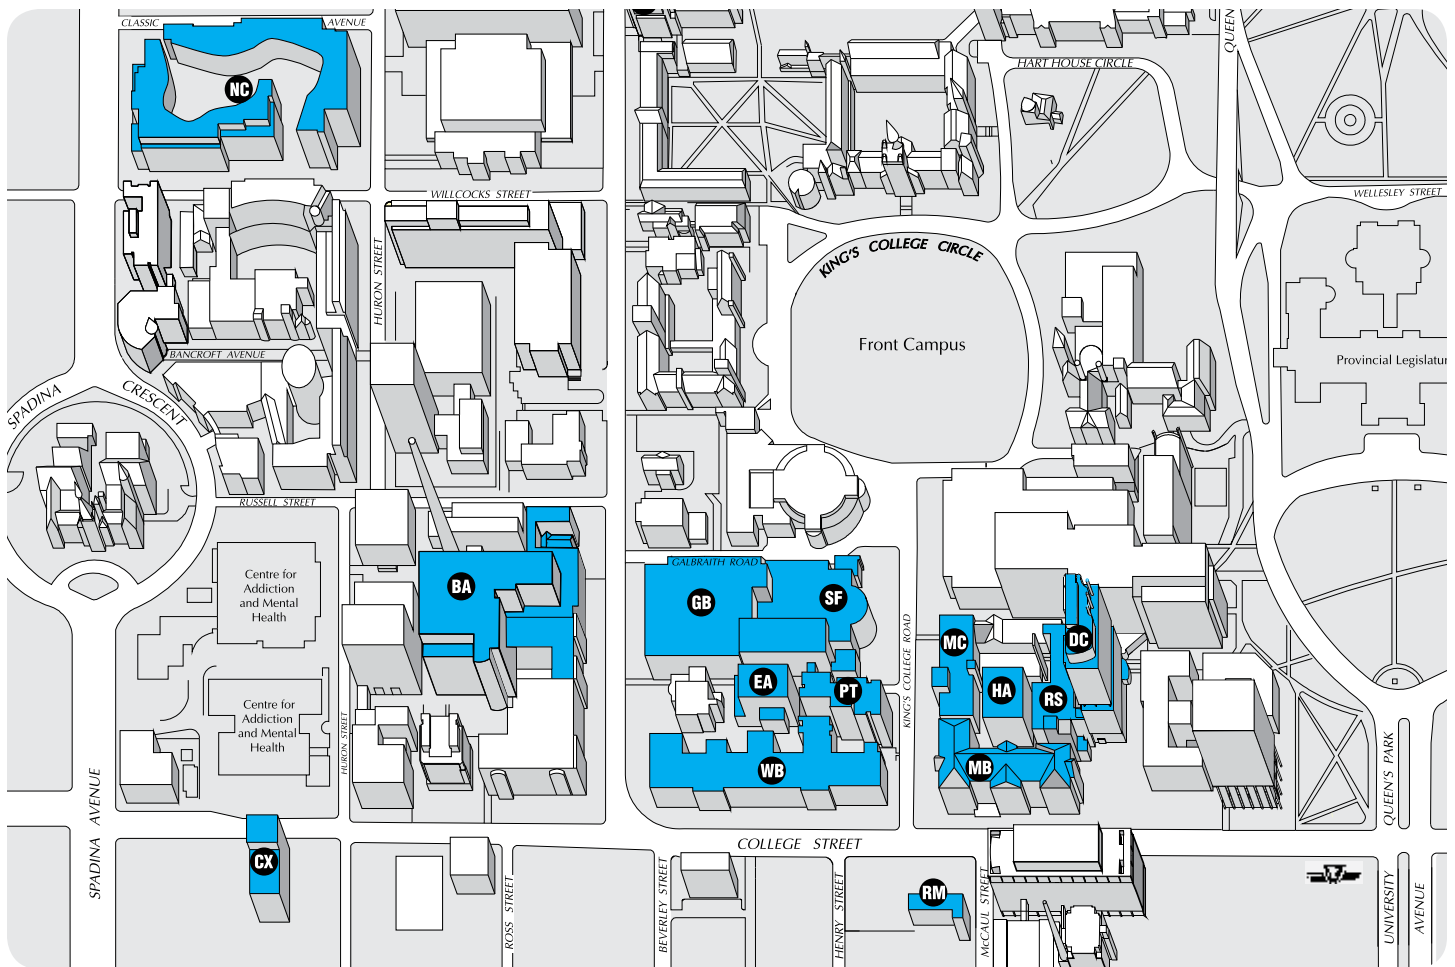 CLASSIC AVENUE
QUEEN
HART HOUSE CIRCLE
NC
WILLCOCKS STREET
WELLESLEY STREET
HURON STREET
KING'S COLLEGE CIRCLE
Front Campus
Provincial Legislatur
BANCROFT AVENUE
SPADINA
CRESCENT
RUSSELL STREET
GALBRAITH ROAD
Centre for
Addiction
and Mental
Health
BA
GB
SF
KING'S COLLEGE ROAD
MC
DC
EA
PT
HA
RS
Centre for
Addiction
and Mental
Health
HURON STREET
WB
MB
QUEEN'S PARK
SPADINA AVENUE
COLLEGE STREET
CX
RM
ROSS STREET
BEVERLEY STREET
HENRY STREET
McCAUL STREET
UNIVERSITY
AVENUE